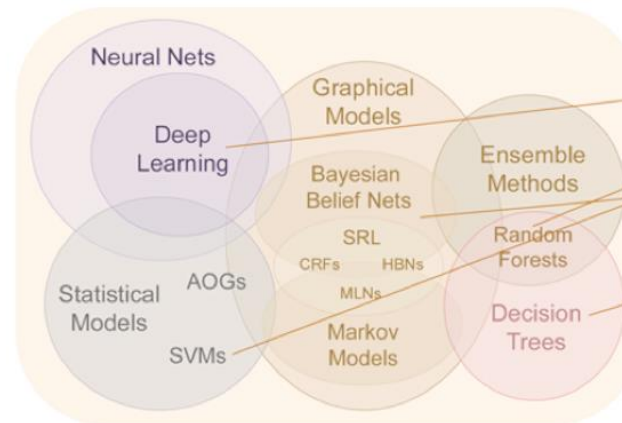 Neural Nets
Deep
Learning
Graphical
Models
Bayesian
Belief Nets
Ensemble
Methods
Random
Forests
SRL
CRFs
HBNs
MLNs
Markov
Models
AOGs
Statistical
Models
SVMs
Decision
Trees